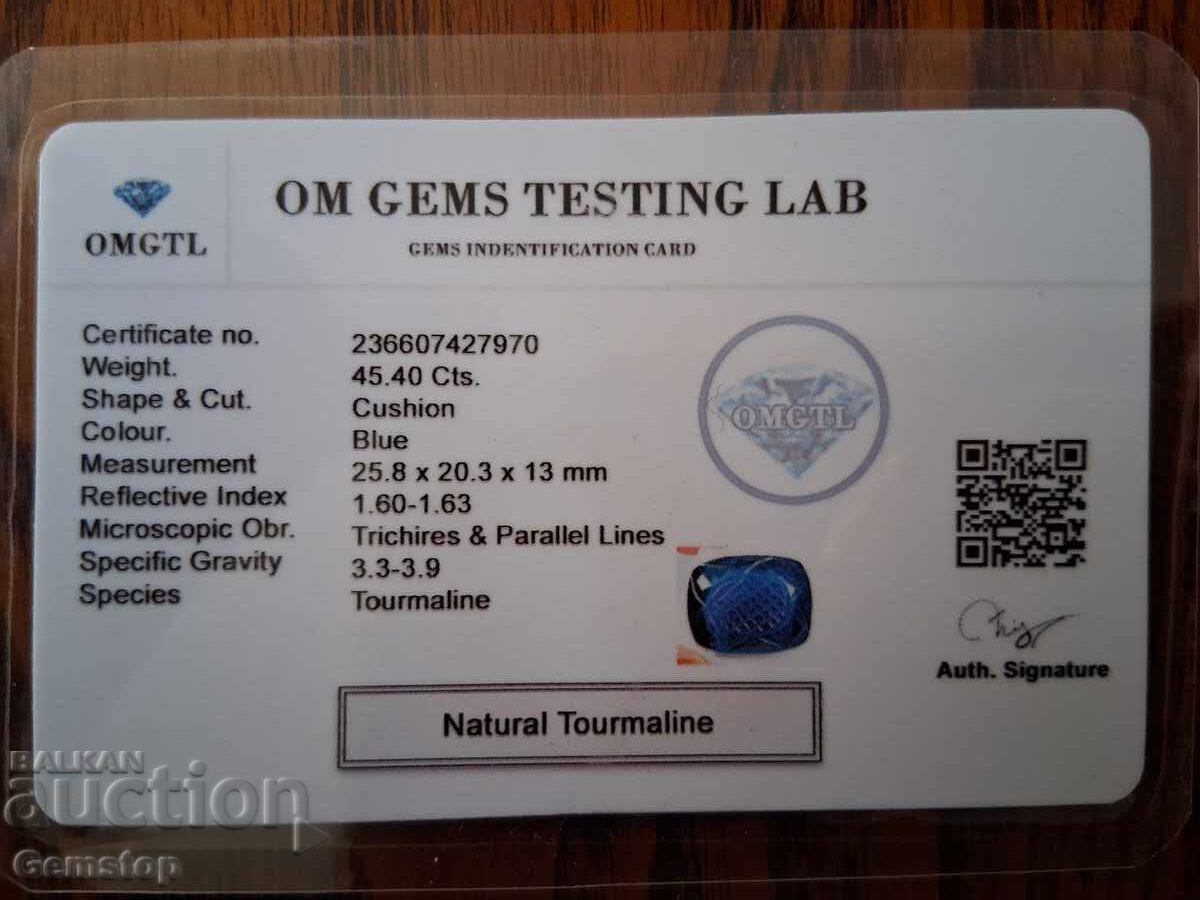 OM GEMS TESTING LAB
OMGTL
GEMS INDENTIFICATION CARD
Certificate no. 236607427970
Weight. 45.40 Cts.
Shape & Cut. Cushion
Colour. Blue
Measurement 25.8 x 20.3 x 13 mm
Reflective Index 1.60-1.63
Microscopic Obr. Trichires & Parallel Lines
Specific Gravity 3.3-3.9
Species Tourmaline
OMGTL
Auth. Signature
Natural Tourmaline
BALKAN
auction
Gemstop